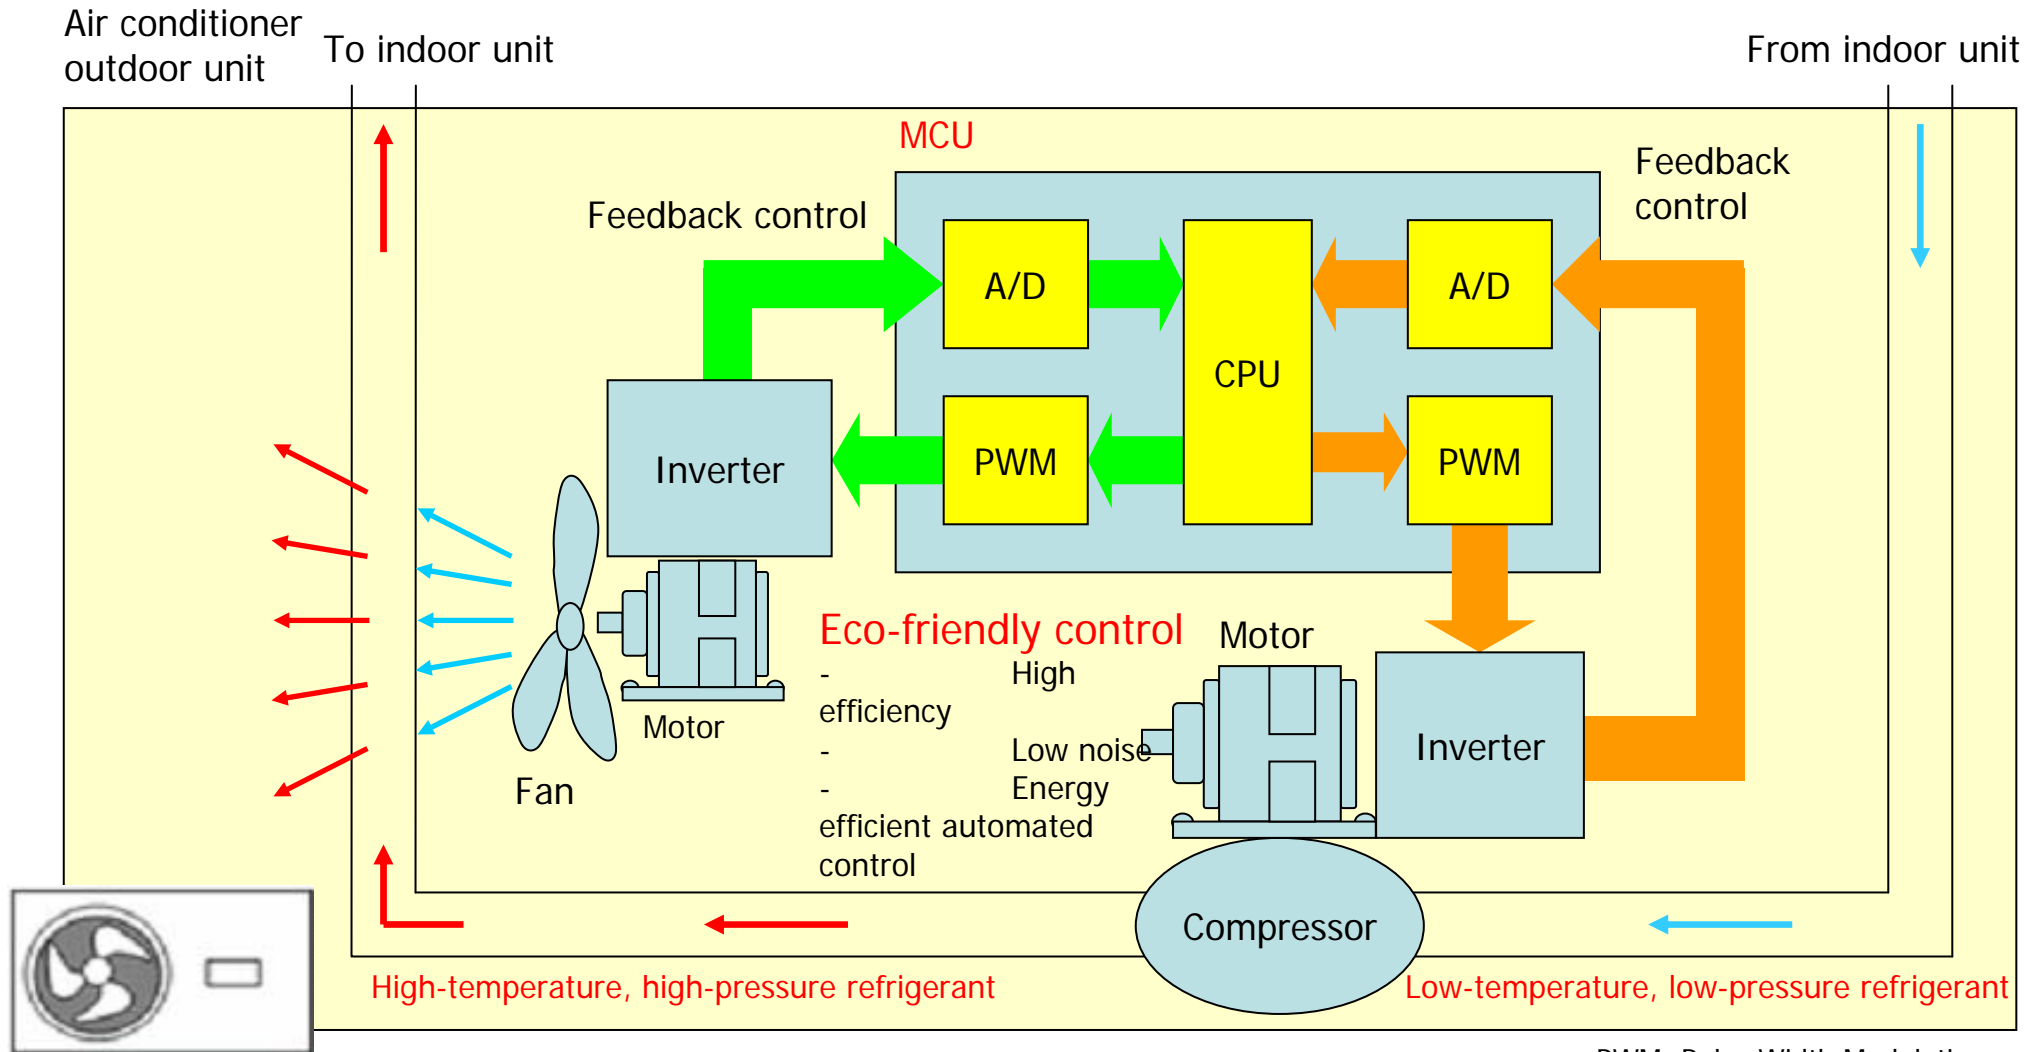 Air conditioner
outdoor unit
To indoor unit
From indoor unit
MCU
Feedback
control
Feedback control
A/D
CPU
A/D
PWM
PWM
Inverter
Motor
Fan
Eco-friendly control
- High
efficiency
- Low noise
- Energy
efficient automated
control
Motor
Inverter
Compressor
High-temperature, high-pressure refrigerant
Low-temperature, low-pressure refrigerant